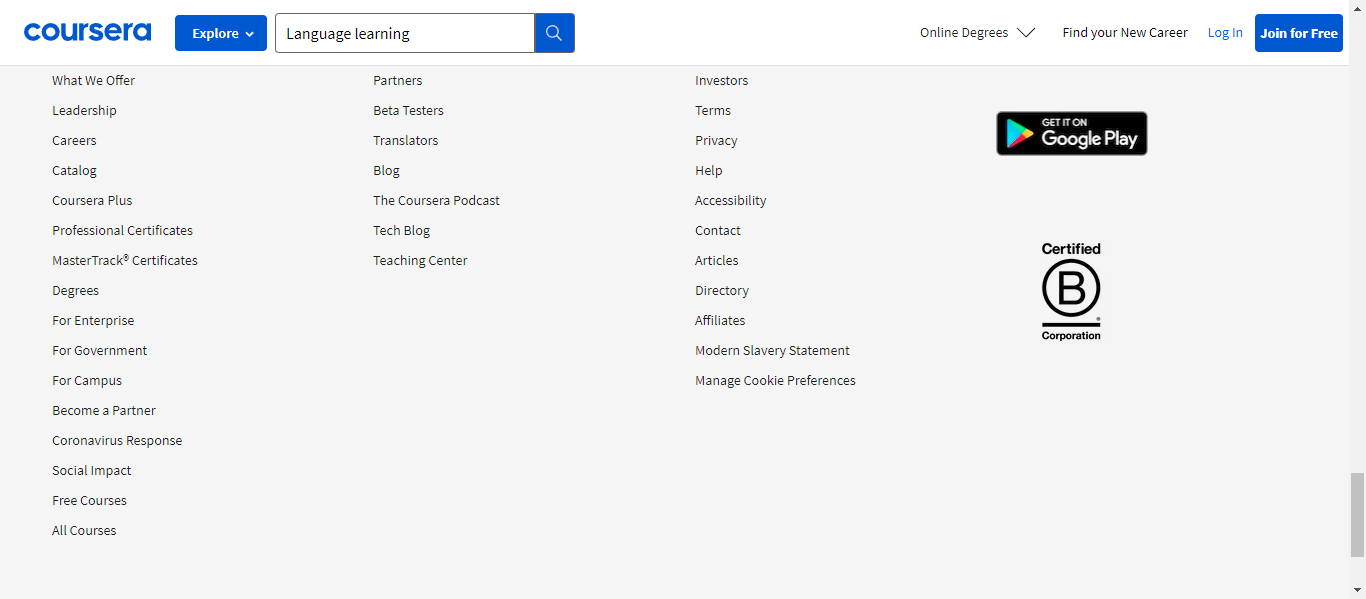 coursera
Explore
Language learning
Online Degrees
Find your New Career
Log In
Join for Free
What We Offer
Leadership
Careers
Catalog
Coursera Plus
Professional Certificates
MasterTrack® Certificates
Degrees
For Enterprise
For Government
For Campus
Become a Partner
Coronavirus Response
Social Impact
Free Courses
All Courses
Partners
Beta Testers
Translators
Blog
The Coursera Podcast
Tech Blog
Teaching Center
Investors
Terms
Privacy
Help
Accessibility
Contact
Articles
Directory
Affiliates
Modern Slavery Statement
Manage Cookie Preferences
GET IT ON
Google Play
Certified
B
®
Corporation